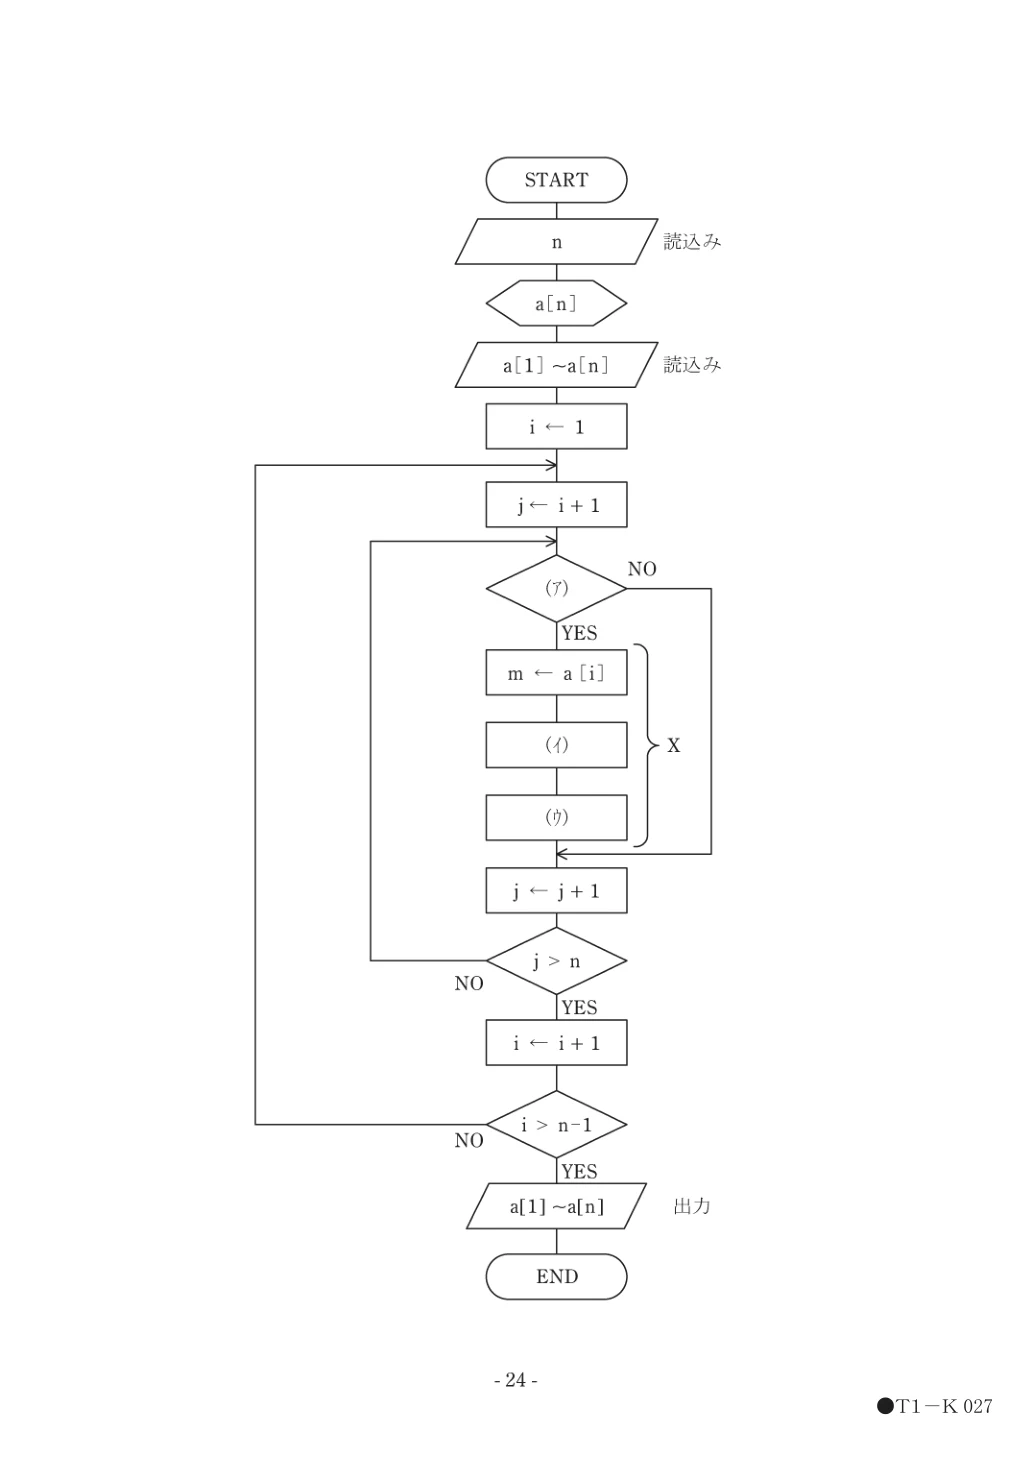 START
n 読込み
a[n]
a[1] ~a[n] 読込み
i ← 1
j← i + 1
(ア) NO
YES
m ← a [i]
(イ) X
(ウ)
j ← j + 1
j > n
NO
YES
i ← i + 1
i > n-1
NO
YES
a[1] ~a[n] 出力
END
- 24 -
●T1－K 027